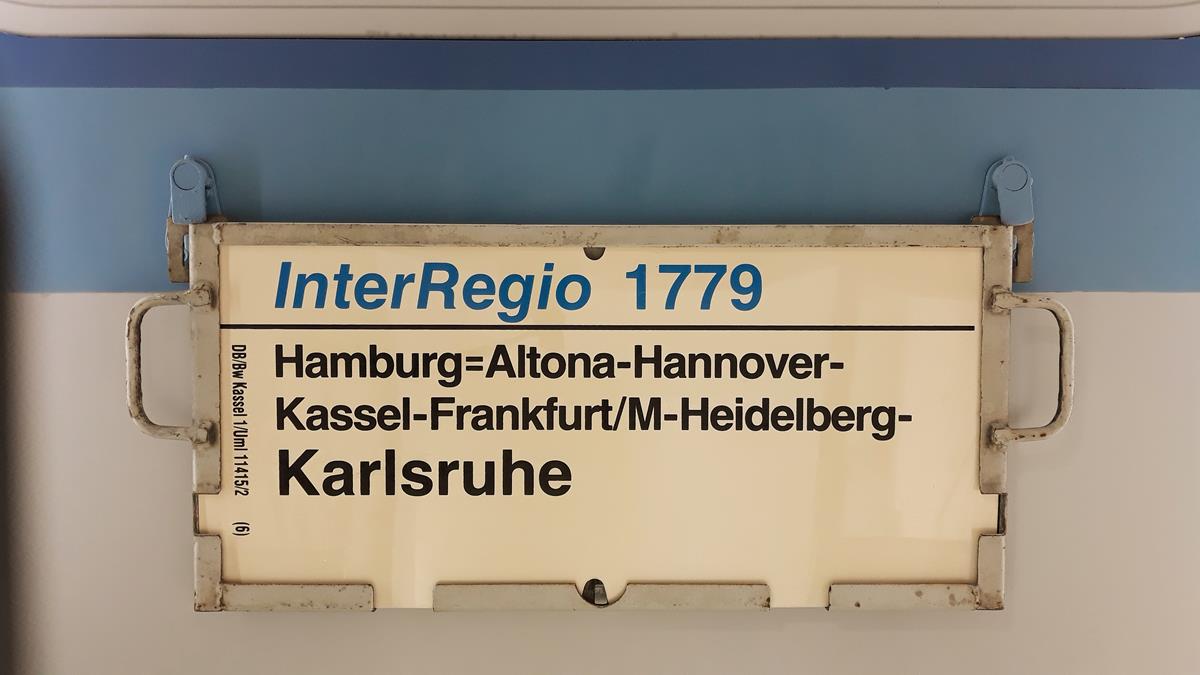 InterRegio 1779
Hamburg=Altona-Hannover-
Kassel-Frankfurt/M-Heidelberg-
Karlsruhe
DB/Bw Kassel 1/Uml 11415/2 (6)